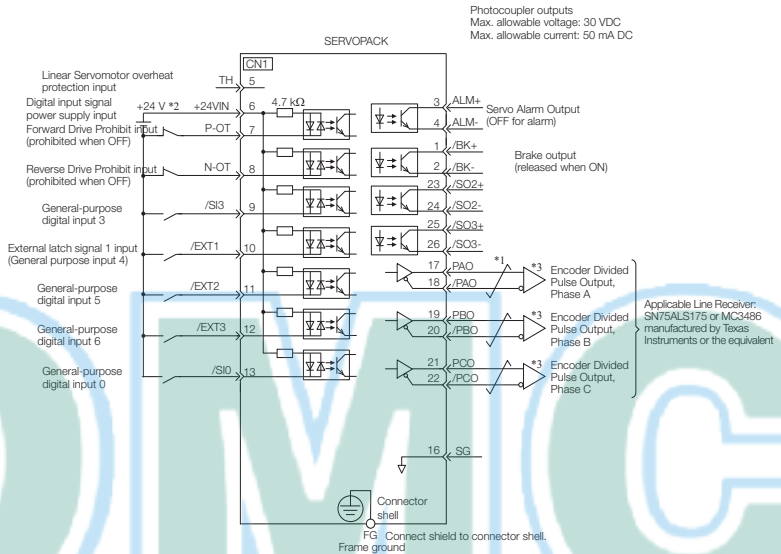 Photocoupler outputs
Max. allowable voltage: 30 VDC
Max. allowable current: 50 mA DC
SERVOPACK
CN1
Linear Servomotor overheat
protection input
TH 5
Digital input signal
power supply input
+24 V *2 +24VIN 6 4.7 kΩ
Forward Drive Prohibit input
(prohibited when OFF)
P-OT 7
Reverse Drive Prohibit input
(prohibited when OFF)
N-OT 8
General-purpose
digital input 3
/SI3 9
External latch signal 1 input
(General purpose input 4)
/EXT1 10
General-purpose
digital input 5
/EXT2 11
General-purpose
digital input 6
/EXT3 12
General-purpose
digital input 0
/SI0 13
3 ALM+
4 ALM-
Servo Alarm Output
(OFF for alarm)
1 /BK+
2 /BK-
Brake output
(released when ON)
23 /SO2+
24 /SO2-
25 /SO3+
26 /SO3-
17 PAO
18 /PAO
*1
*3
Encoder Divided
Pulse Output,
Phase A
19 PBO
20 /PBO
*3
Encoder Divided
Pulse Output,
Phase B
21 PCO
22 /PCO
*3
Encoder Divided
Pulse Output,
Phase C
Applicable Line Receiver:
SN75ALS175 or MC3486
manufactured by Texas
Instruments or the equivalent
16 SG
Connector
shell
FG Connect shield to connector shell.
Frame ground
OMC